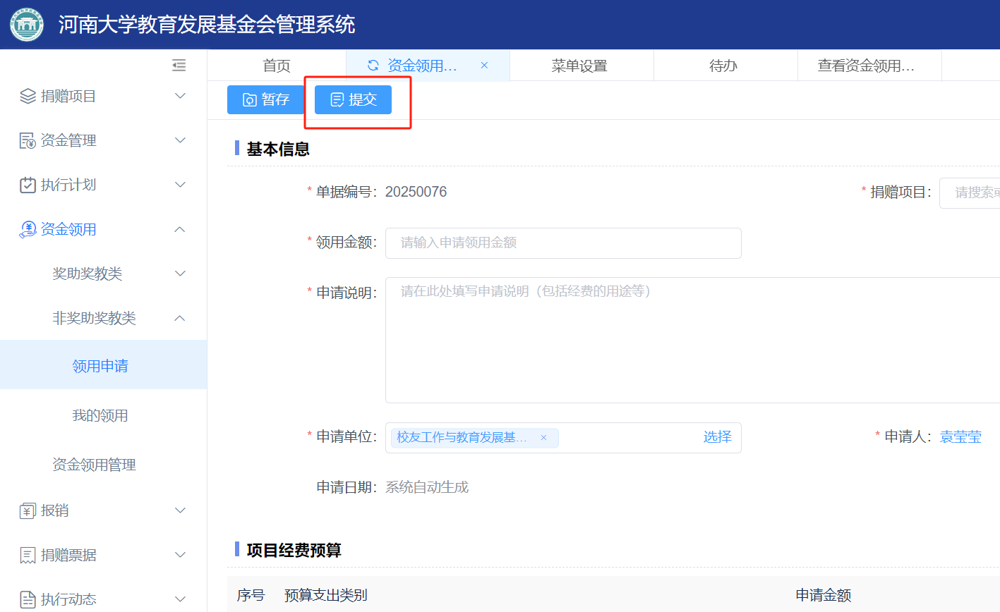 河南大学教育发展基金会管理系统
首页
资金领用...
菜单设置
待办
查看资金领用...
捐赠项目
资金管理
执行计划
资金领用
奖助奖教类
非奖助奖教类
领用申请
我的领用
资金领用管理
报销
捐赠票据
执行动态
暂存
提交
基本信息
* 单据编号： 20250076
* 捐赠项目： 请搜索或
* 领用金额： 请输入申请领用金额
* 申请说明： 请在此处填写申请说明（包括经费的用途等）
* 申请单位： 校友工作与教育发展基... × 选择
* 申请人： 袁莹莹
申请日期： 系统自动生成
项目经费预算
序号 预算支出类别 申请金额